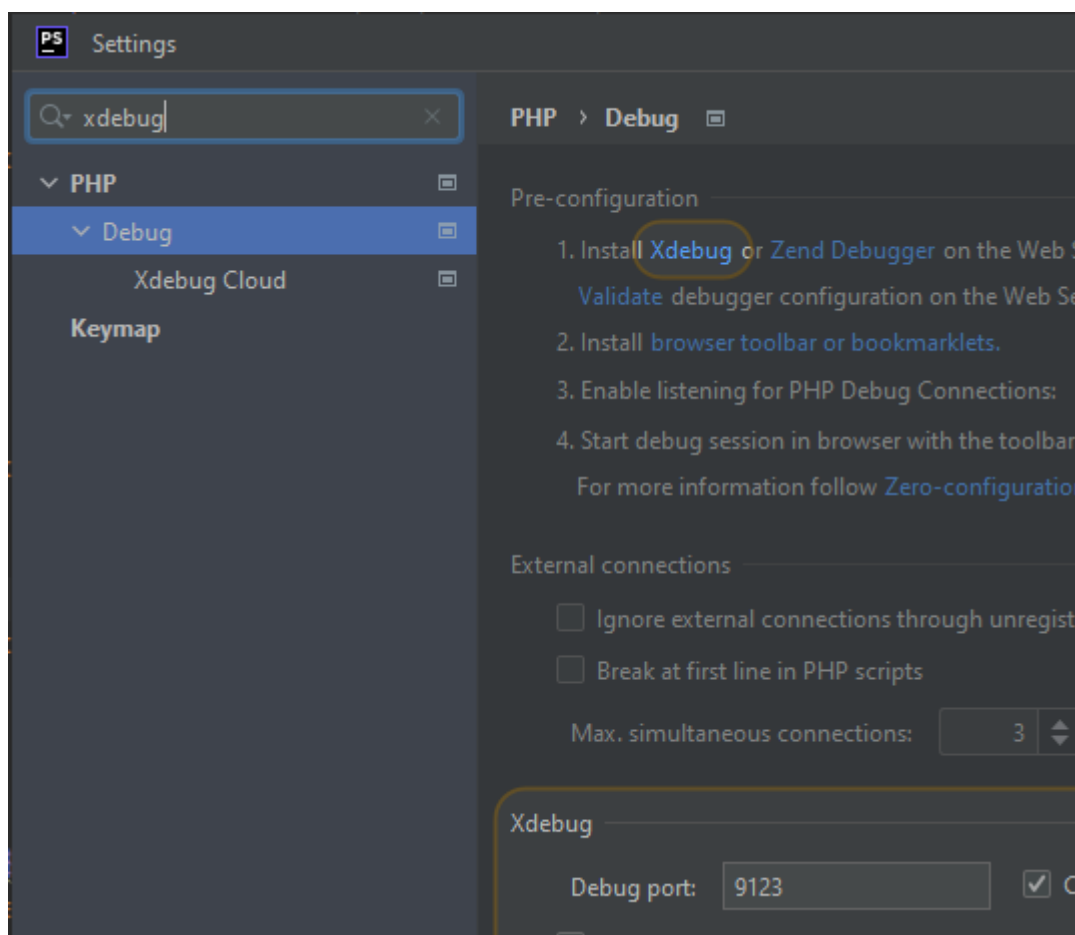 PS Settings
xdebug
PHP
Debug
Xdebug Cloud
Keymap
PHP › Debug
Pre-configuration
1. Install Xdebug or Zend Debugger on the Web
Validate debugger configuration on the Web
2. Install browser toolbar or bookmarklets.
3. Enable listening for PHP Debug Connections:
4. Start debug session in browser with the toolbar
For more information follow Zero-configuratio
External connections
Ignore external connections through unregist
Break at first line in PHP scripts
Max. simultaneous connections: 3
Xdebug
Debug port: 9123